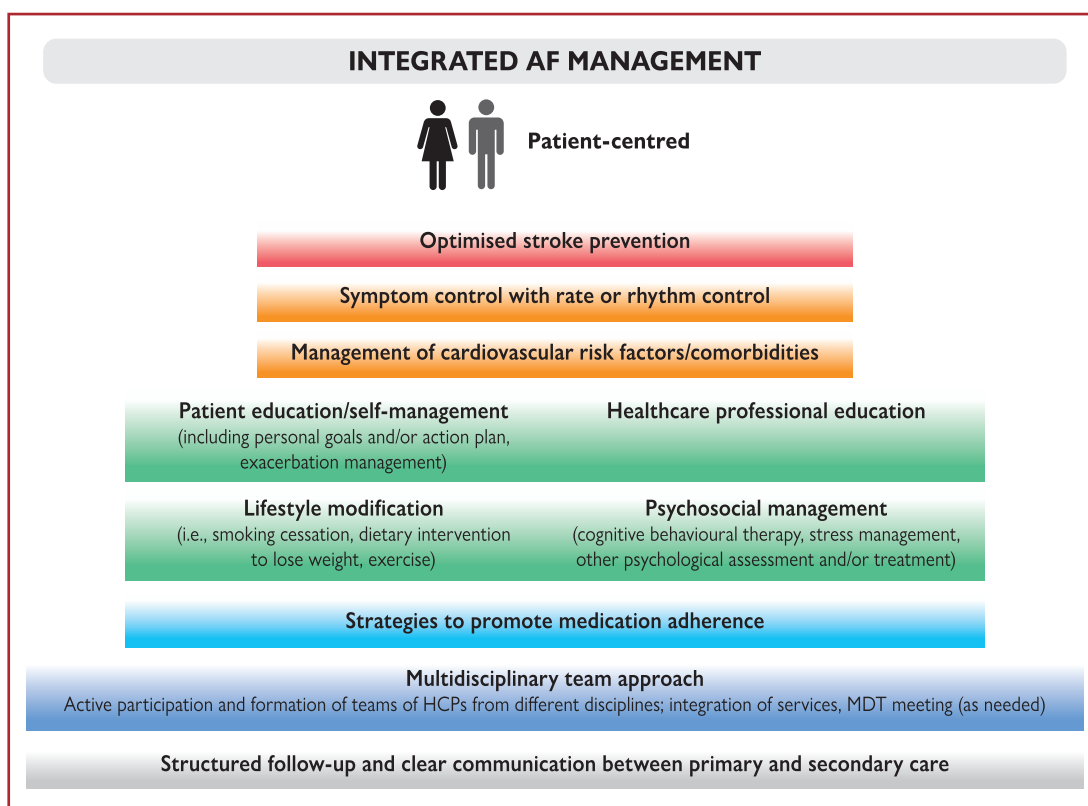 INTEGRATED AF MANAGEMENT
Patient-centred
Optimised stroke prevention
Symptom control with rate or rhythm control
Management of cardiovascular risk factors/comorbidities
Patient education/self-management
(including personal goals and/or action plan,
exacerbation management)
Healthcare professional education
Lifestyle modification
(i.e., smoking cessation, dietary intervention
to lose weight, exercise)
Psychosocial management
(cognitive behavioural therapy, stress management,
other psychological assessment and/or treatment)
Strategies to promote medication adherence
Multidisciplinary team approach
Active participation and formation of teams of HCPs from different disciplines; integration of services, MDT meeting (as needed)
Structured follow-up and clear communication between primary and secondary care